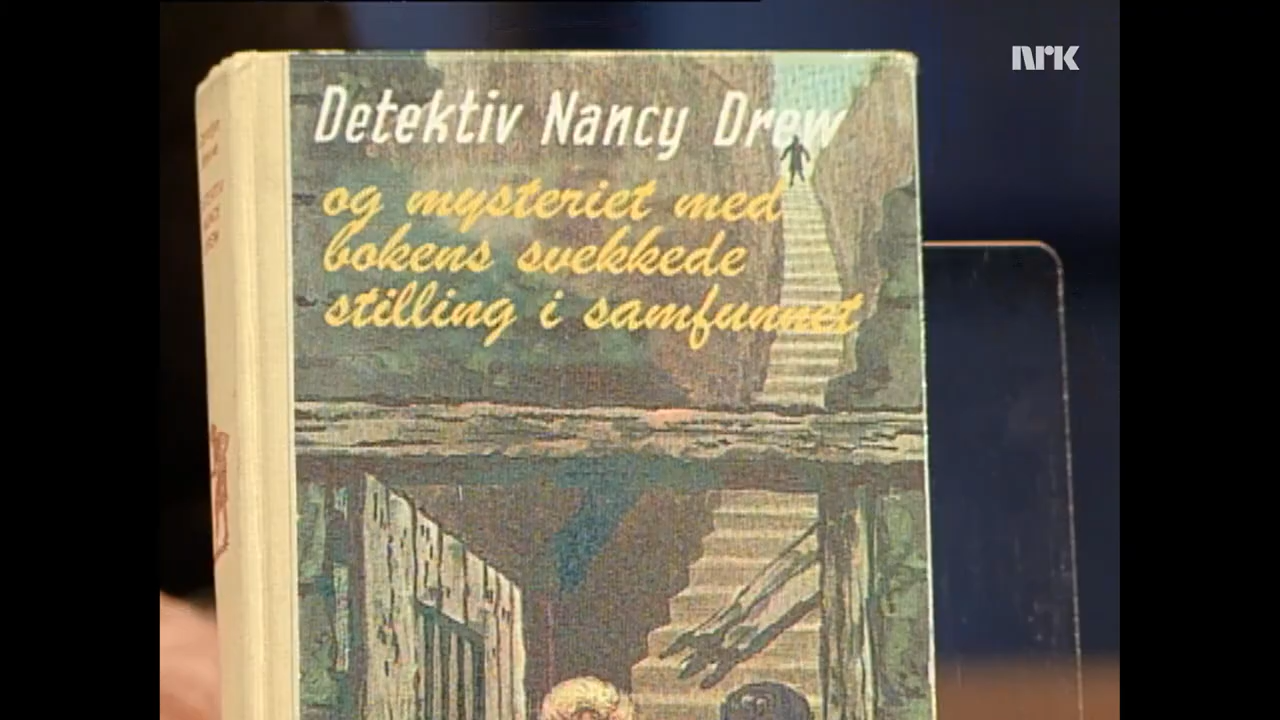 NRK
Detektiv Nancy Drew
og mysteriet med
bokens svekkede
stilling i samfunnet